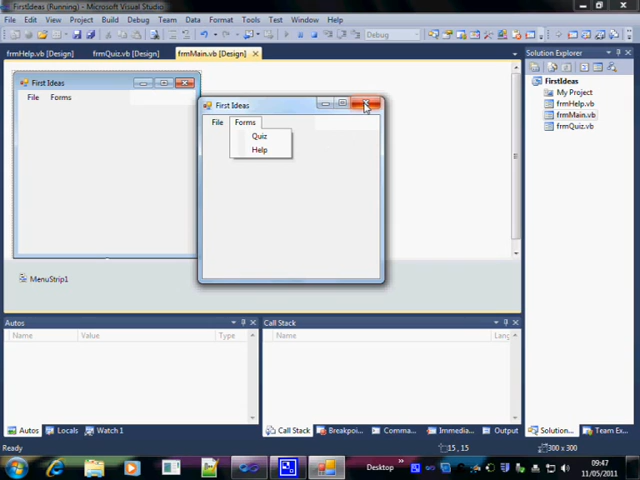 FirstIdeas (Running) - Microsoft Visual Studio
File Edit View Project Build Debug Team Data Format Tools Test Window Help
Debug
frmHelp.vb [Design] frmQuiz.vb [Design] frmMain.vb [Design]
Solution Explorer
First Ideas
File Forms
First Ideas
File Forms
Quiz
Help
FirstIdeas
My Project
frmHelp.vb
frmMain.vb
frmQuiz.vb
MenuStrip1
Autos
Name Value Type
Call Stack
Name Lang
Autos Locals Watch 1
Call Stack Breakpoi... Comma... Immedia... Output
Solution... Team Ex...
Ready
15, 15
300 x 300
Desktop
09:47
11/05/2011